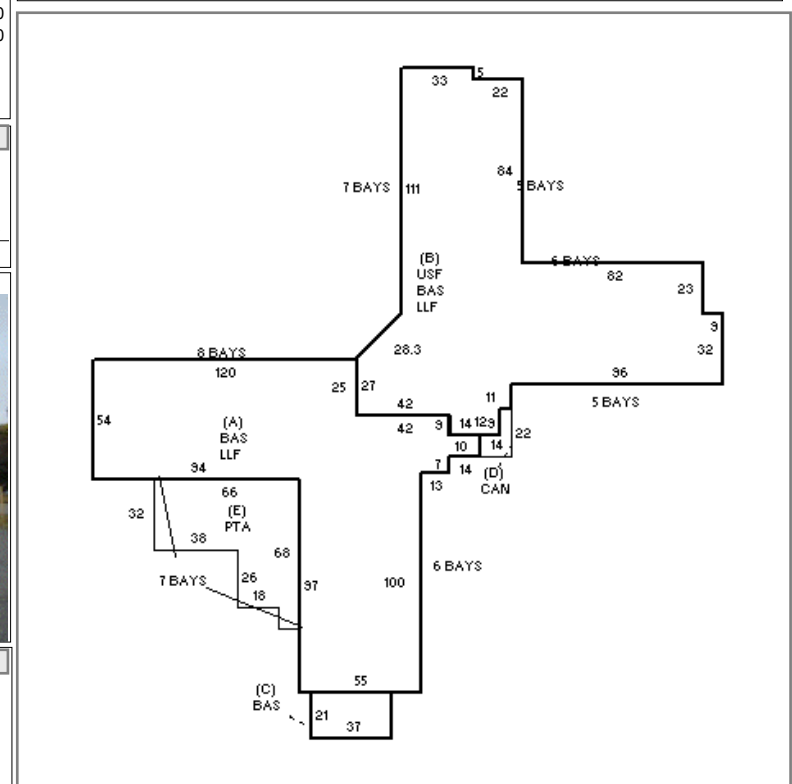 0
0
33
5
22
84
5 BAYS
7 BAYS
111
(B)
USF
BAS
LLF
6 BAYS
82
23
9
32
28.3
8 BAYS
120
25
27
96
5 BAYS
42
42
9
14
12
9
11
22
54
(A)
BAS
LLF
94
10
14
7
14
13
(D)
CAN
66
(E)
PTA
32
38
68
26
18
7 BAYS
97
100
6 BAYS
55
(C)
BAS
21
37